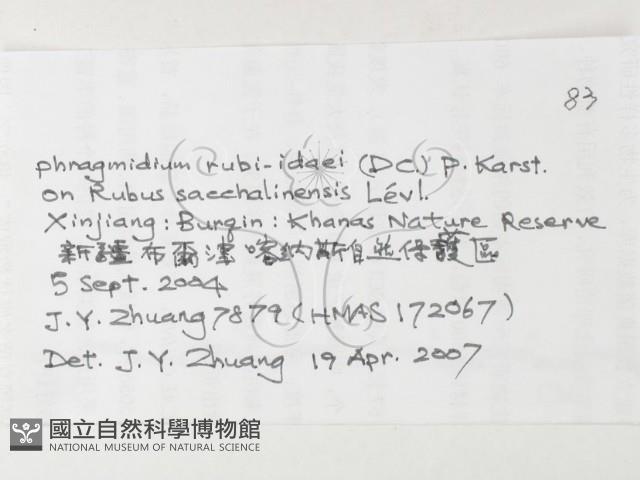 83
phragmidium rubi-idaei (DC.) P. Karst.
on Rubus sacchalinensis Lévl.
Xinjiang: Burqin: Khanas Nature Reserve
新疆布爾津喀納斯自然保護區
5 Sept. 2004
J. Y. Zhuang 7879 (HMAS 172067)
Det. J. Y. Zhuang 19 Apr. 2007
國立自然科學博物館
NATIONAL MUSEUM OF NATURAL SCIENCE